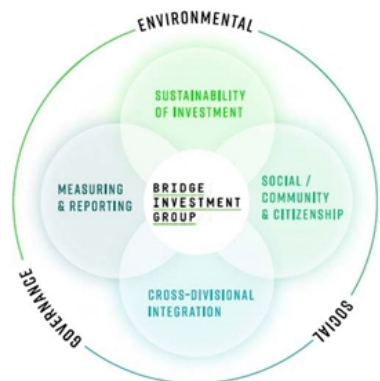 ENVIRONMENTAL
SUSTAINABILITY
OF INVESTMENT
MEASURING
& REPORTING
BRIDGE
INVESTMENT
GROUP
SOCIAL /
COMMUNITY
& CITIZENSHIP
CROSS-DIVISIONAL
INTEGRATION
GOVERNANCE
SOCIAL